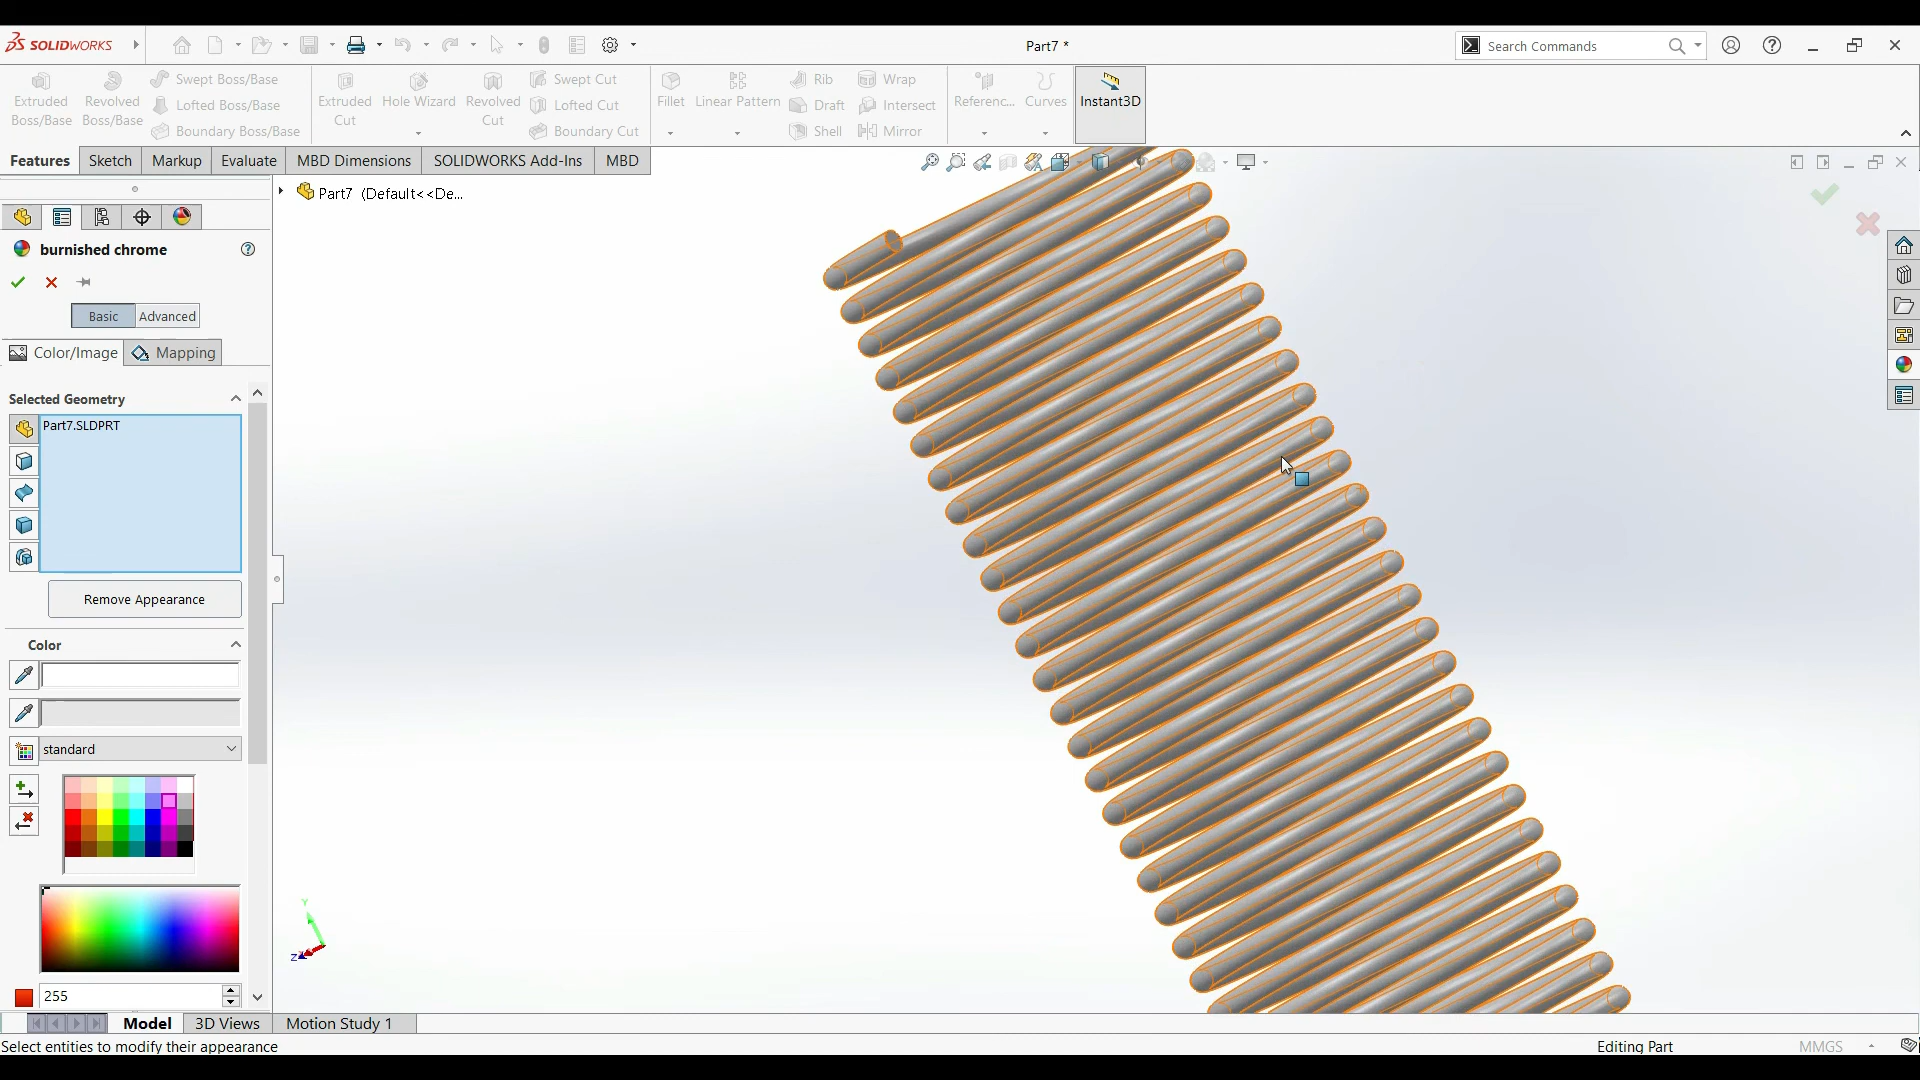 SOLIDWORKS
Part7 *
Search Commands
Extruded Boss/Base
Revolved Boss/Base
Swept Boss/Base
Lofted Boss/Base
Boundary Boss/Base
Extruded Cut
Hole Wizard
Revolved Cut
Swept Cut
Lofted Cut
Boundary Cut
Fillet
Linear Pattern
Rib
Draft
Shell
Wrap
Intersect
Mirror
Referenc...
Curves
Instant3D
Features
Sketch
Markup
Evaluate
MBD Dimensions
SOLIDWORKS Add-Ins
MBD
Part7 (Default<<De...
burnished chrome
Basic
Advanced
Color/Image
Mapping
Selected Geometry
Part7.SLDPRT
Remove Appearance
Color
standard
255
Y
Z
Model
3D Views
Motion Study 1
Select entities to modify their appearance
Editing Part
MMGS